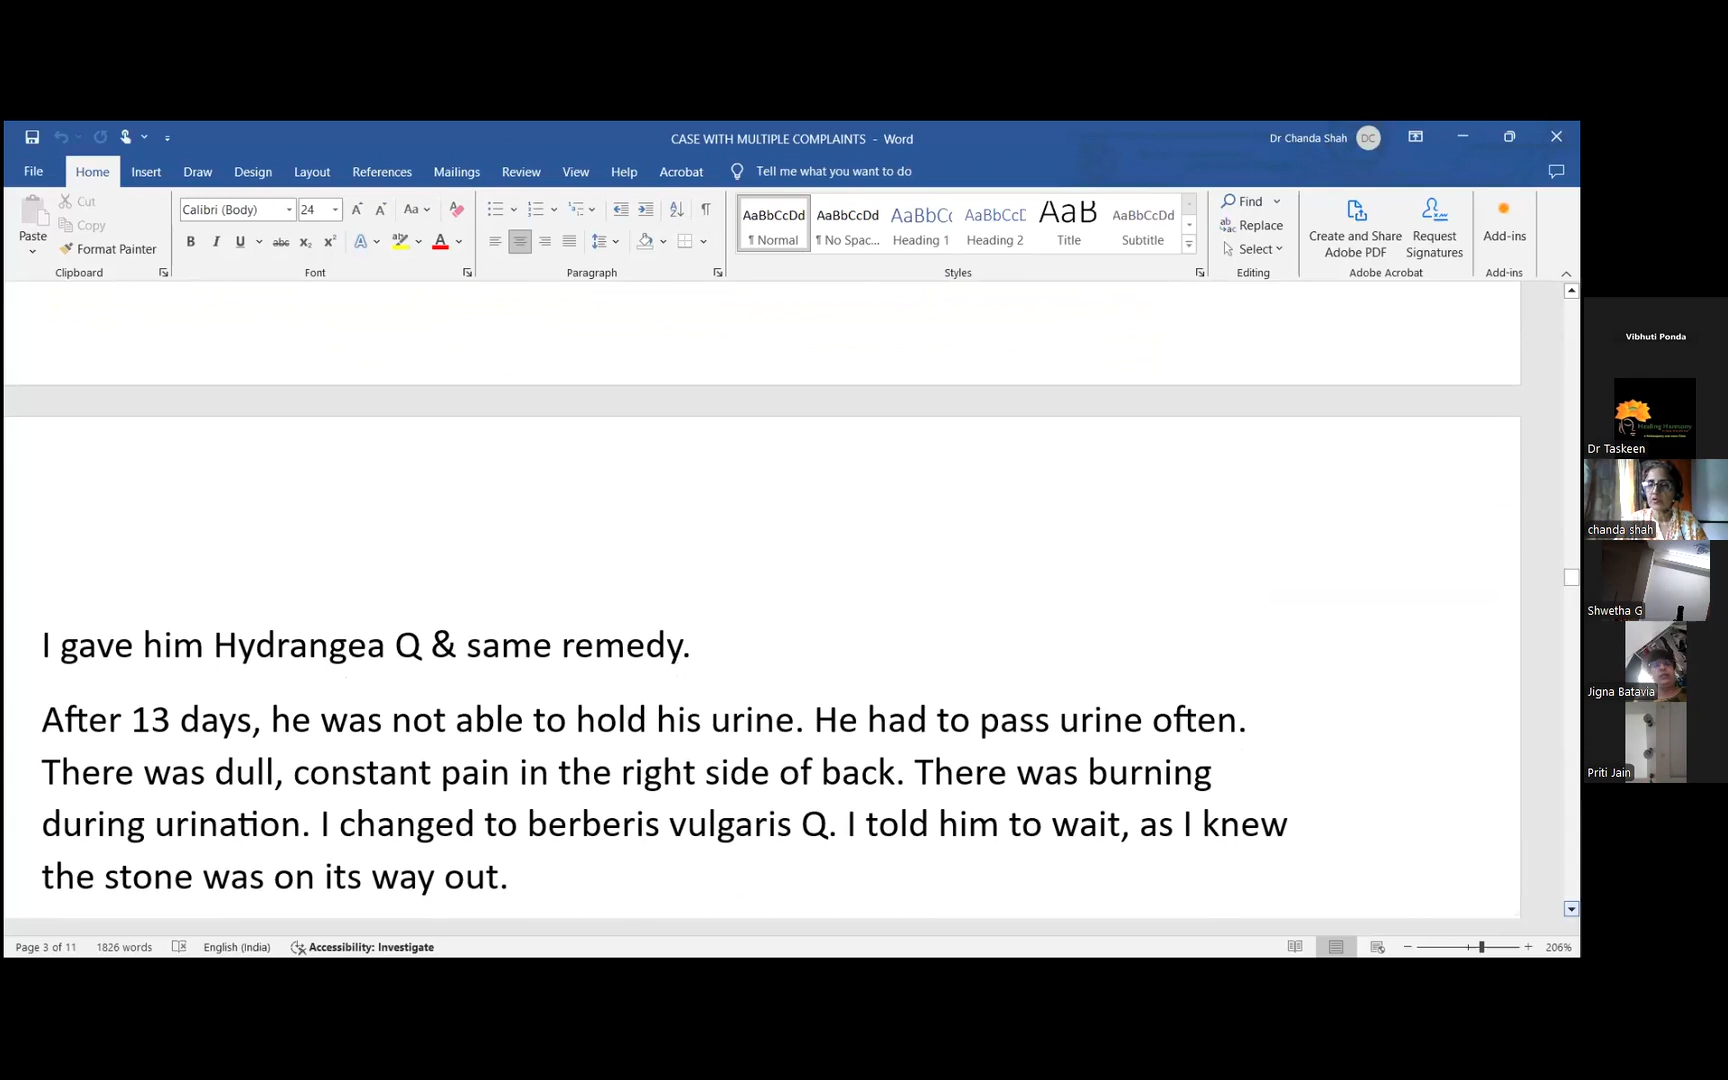 CASE WITH MULTIPLE COMPLAINTS - Word
Dr Chanda Shah DC
File Home Insert Draw Design Layout References Mailings Review View Help Acrobat Tell me what you want to do
Paste
Cut
Copy
Format Painter
Clipboard
Calibri (Body) 24
Font
Paragraph
AaBbCcDd ¶ Normal
AaBbCcDd ¶ No Spac...
AaBbCc Heading 1
AaBbCcD Heading 2
AaB Title
AaBbCcDd Subtitle
Styles
Find
Replace
Select
Editing
Create and Share Adobe PDF
Request Signatures
Adobe Acrobat
Add-ins
Add-ins
I gave him Hydrangea Q & same remedy.
After 13 days, he was not able to hold his urine. He had to pass urine often.
There was dull, constant pain in the right side of back. There was burning
during urination. I changed to berberis vulgaris Q. I told him to wait, as I knew
the stone was on its way out.
Page 3 of 11 1826 words English (India) Accessibility: Investigate 206%
Vibhuti Ponda
Healing Harmony
Dr Taskeen
chanda shah
Shwetha G
Jigna Batavia
Priti Jain